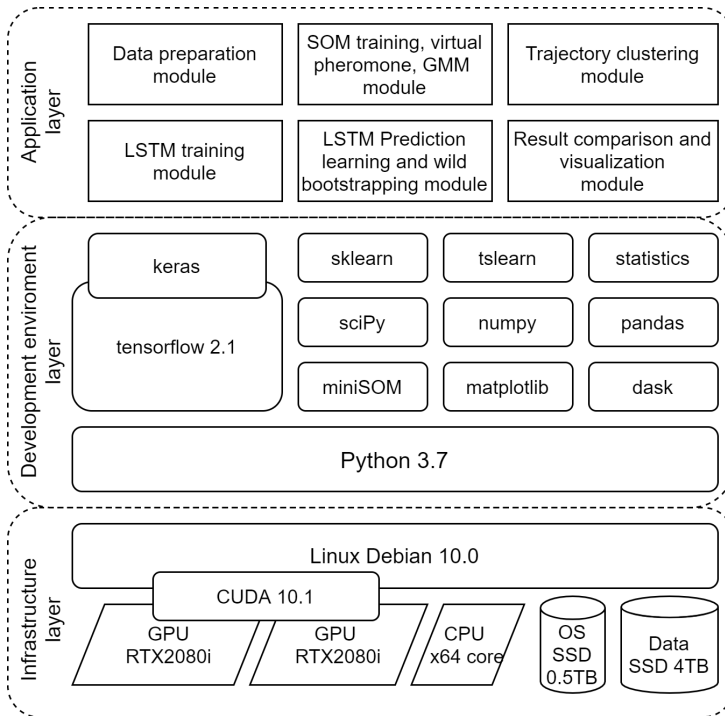 Application
layer
Data preparation
module
SOM training, virtual
pheromone, GMM
module
Trajectory clustering
module
LSTM training
module
LSTM Prediction
learning and wild
bootstrapping module
Result comparison and
visualization
module
Development enviroment
layer
keras
tensorflow 2.1
sklearn
tslearn
statistics
sciPy
numpy
pandas
miniSOM
matplotlib
dask
Python 3.7
Infrastructure
layer
Linux Debian 10.0
CUDA 10.1
GPU
RTX2080i
GPU
RTX2080i
CPU
x64 core
OS
SSD
0.5TB
Data
SSD 4TB